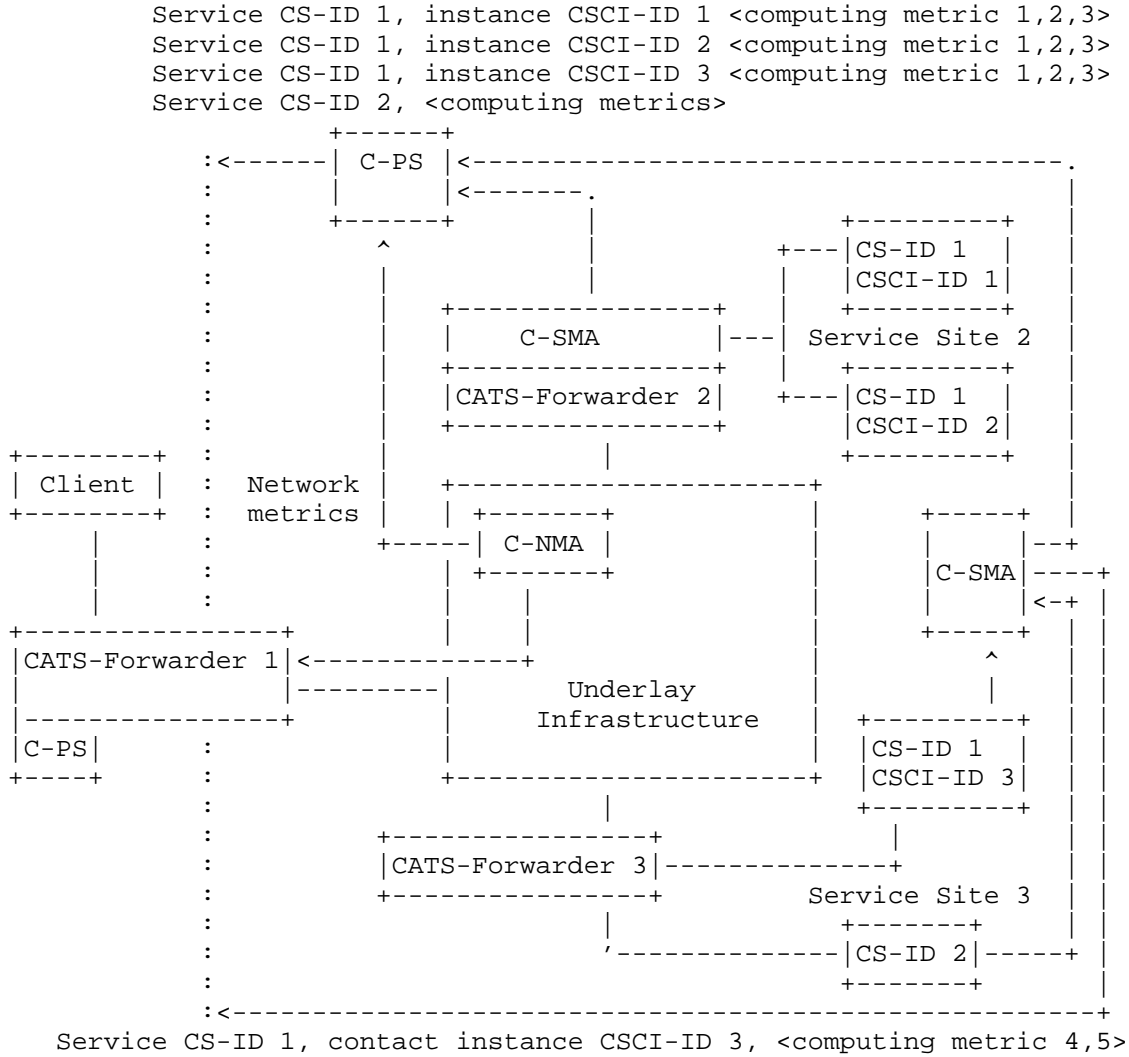 Service CS-ID 1, instance CSCI-ID 1 <computing metric 1,2,3>
Service CS-ID 1, instance CSCI-ID 2 <computing metric 1,2,3>
Service CS-ID 1, instance CSCI-ID 3 <computing metric 1,2,3>
Service CS-ID 2, <computing metrics>
C-PS
CS-ID 1
CSCI-ID 1
C-SMA
Service Site 2
CATS-Forwarder 2
CS-ID 1
CSCI-ID 2
Client
Network
metrics
C-NMA
C-SMA
CATS-Forwarder 1
Underlay
Infrastructure
C-PS
CS-ID 1
CSCI-ID 3
CATS-Forwarder 3
Service Site 3
CS-ID 2
Service CS-ID 1, contact instance CSCI-ID 3, <computing metric 4,5>